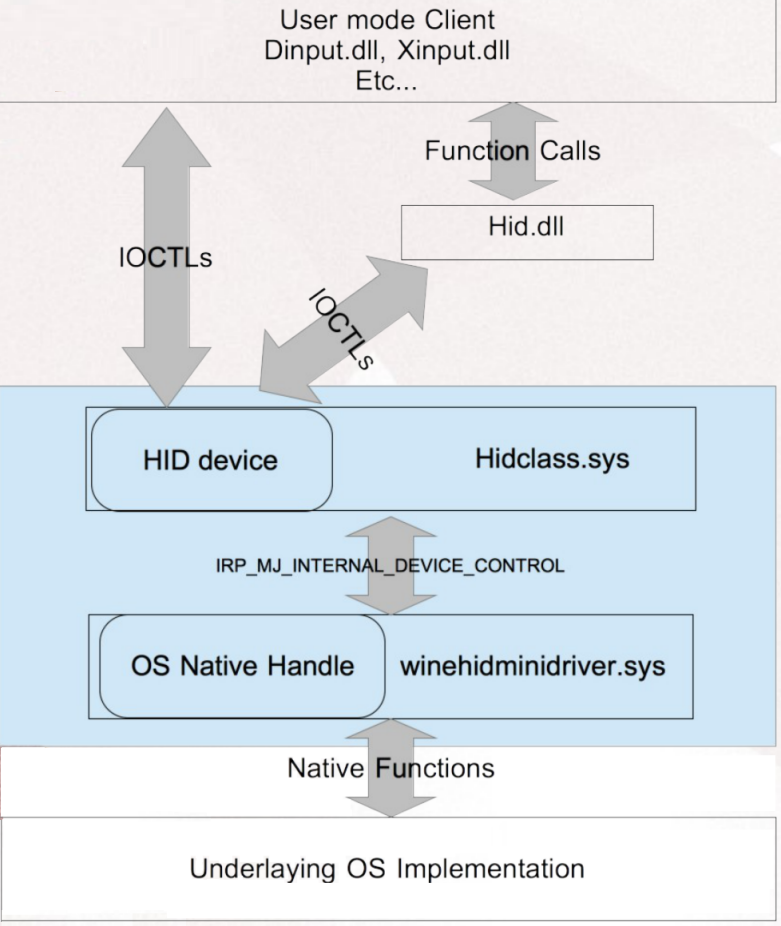 User mode Client
Dinput.dll, Xinput.dll
Etc...
Function Calls
Hid.dll
IOCTLs
IOCTLs
HID device
Hidclass.sys
IRP_MJ_INTERNAL_DEVICE_CONTROL
OS Native Handle
winehidminidriver.sys
Native Functions
Underlaying OS Implementation